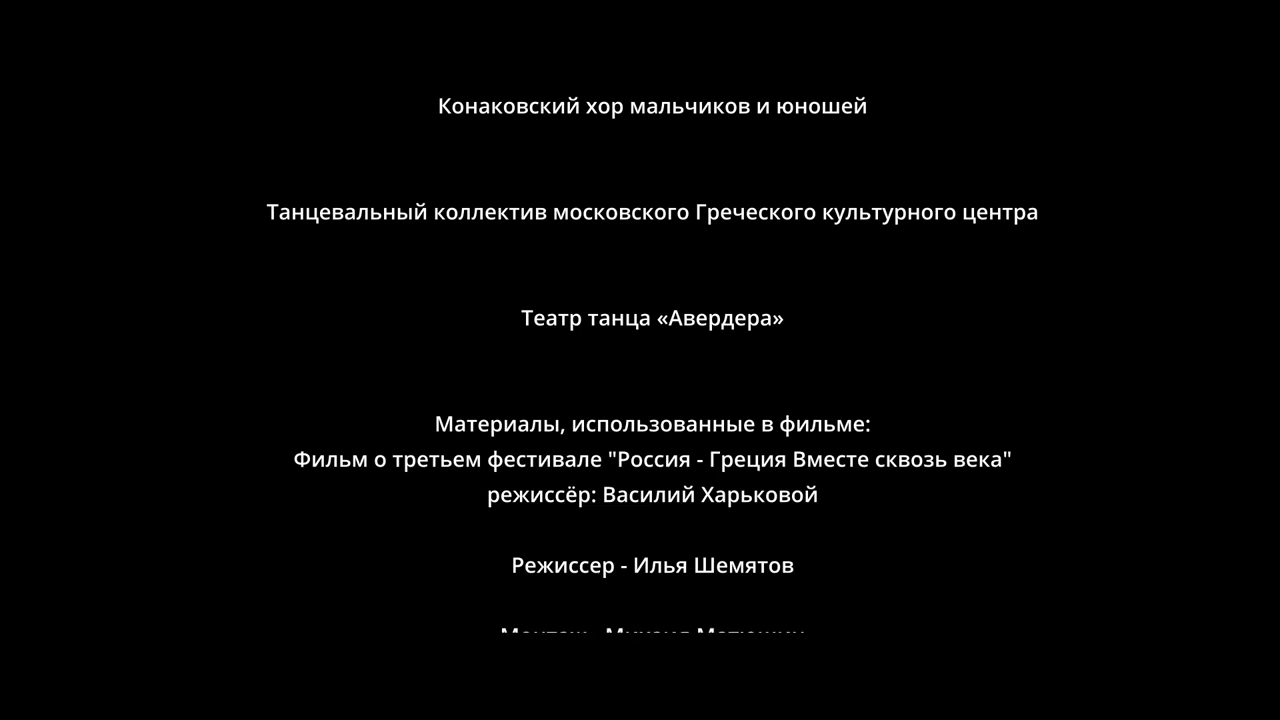 Конаковский хор мальчиков и юношей
Танцевальный коллектив московского Греческого культурного центра
Театр танца «Авердера»
Материалы, использованные в фильме:
Фильм о третьем фестивале "Россия - Греция Вместе сквозь века"
режиссёр: Василий Харьковой
Режиссер - Илья Шемятов